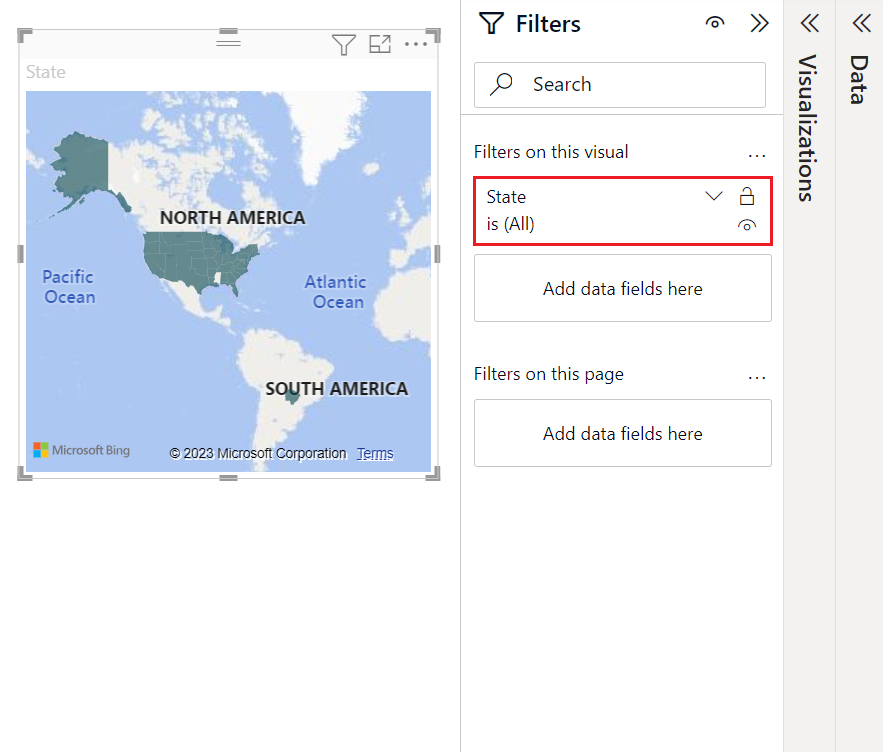 State
NORTH AMERICA
Pacific
Ocean
Atlantic
Ocean
SOUTH AMERICA
Microsoft Bing
© 2023 Microsoft Corporation Terms
Filters
Search
Filters on this visual
State
is (All)
Add data fields here
Filters on this page
Add data fields here
Visualizations
Data